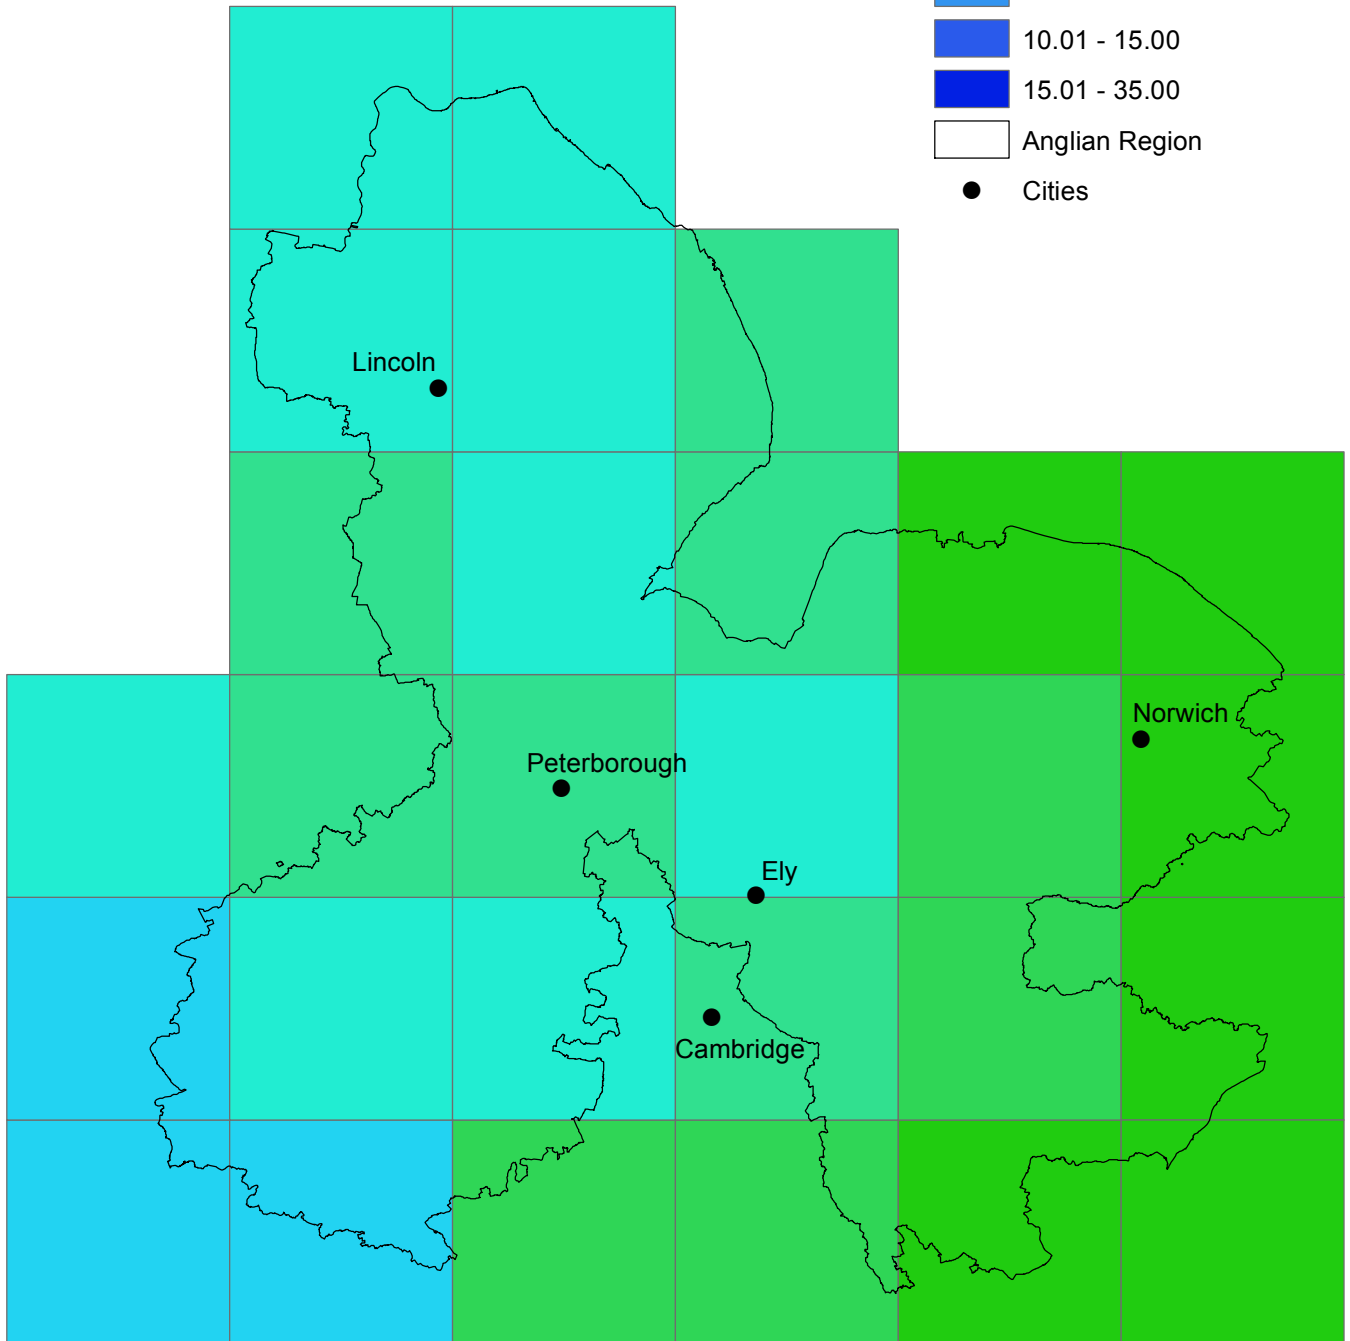 10.01 - 15.00
15.01 - 35.00
Anglian Region
Cities
Lincoln
Norwich
Peterborough
Ely
Cambridge